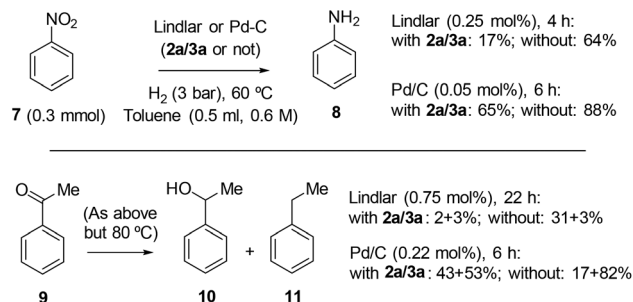 NO₂
7 (0.3 mmol)
Lindlar or Pd-C
(2a/3a or not)
H₂ (3 bar), 60 ºC
Toluene (0.5 ml, 0.6 M)
NH₂
8
Lindlar (0.25 mol%), 4 h:
with 2a/3a: 17%; without: 64%
Pd/C (0.05 mol%), 6 h:
with 2a/3a: 65%; without: 88%
O
Me
9
(As above
but 80 ºC)
HO
Me
10
+
Me
11
Lindlar (0.75 mol%), 22 h:
with 2a/3a: 2+3%; without: 31+3%
Pd/C (0.22 mol%), 6 h:
with 2a/3a: 43+53%; without: 17+82%